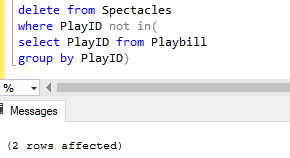 delete from Spectacles
where PlayID not in(
select PlayID from Playbill
group by PlayID)
%
Messages
(2 rows affected)